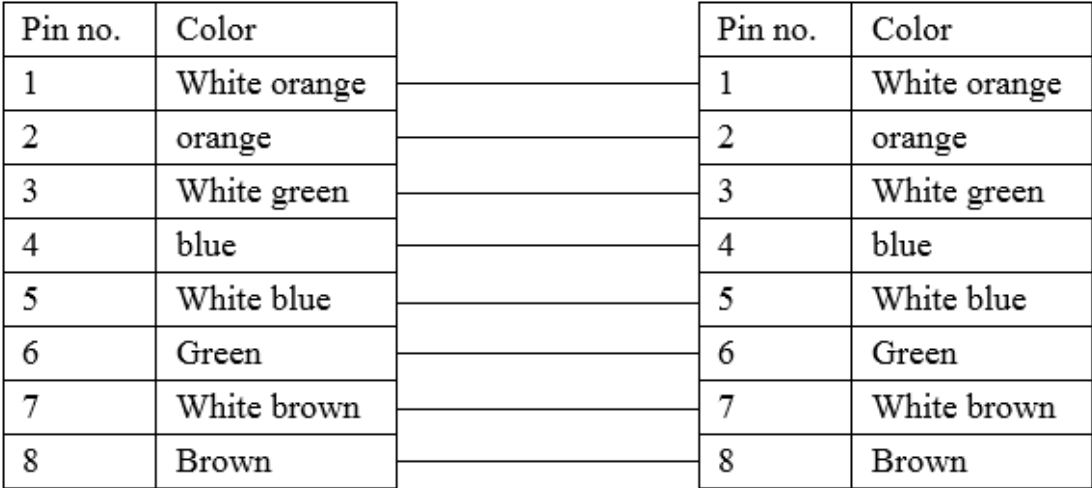 Pin no. Color Pin no. Color
1 White orange 1 White orange
2 orange 2 orange
3 White green 3 White green
4 blue 4 blue
5 White blue 5 White blue
6 Green 6 Green
7 White brown 7 White brown
8 Brown 8 Brown